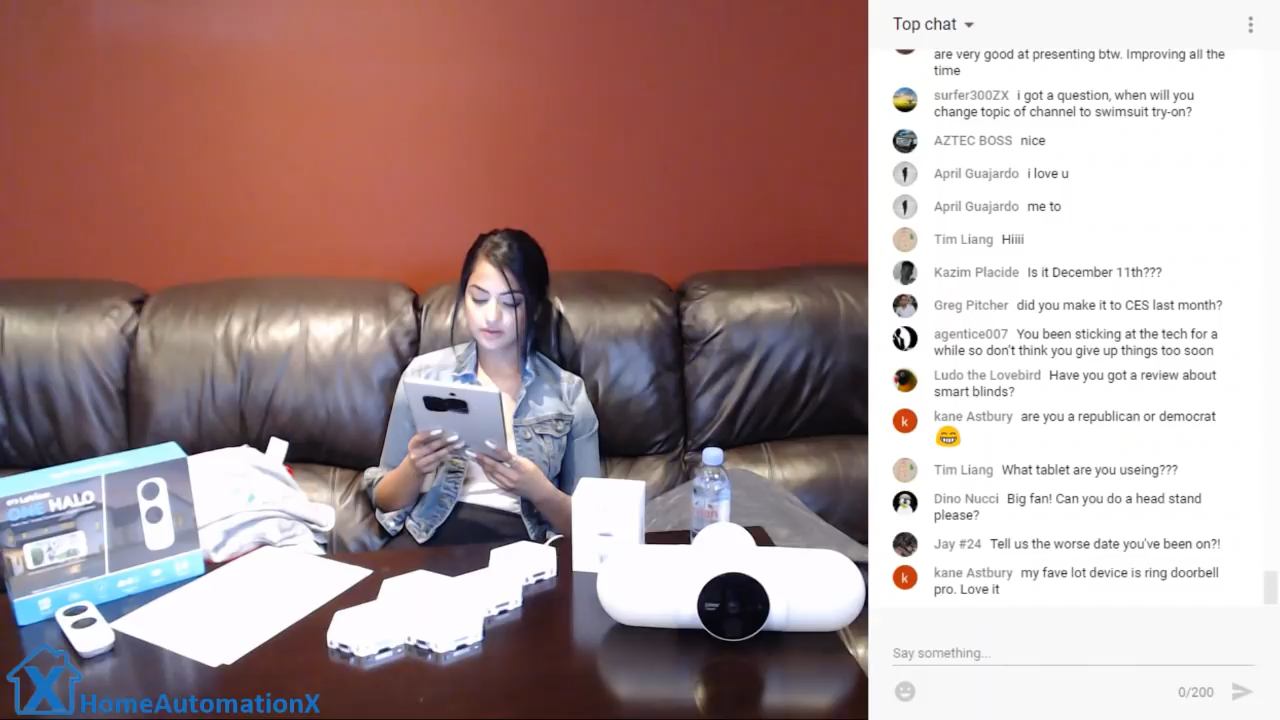 Top chat
are very good at presenting btw. Improving all the
time
surfer300ZX i got a question, when will you
change topic of channel to swimsuit try-on?
AZTEC BOSS nice
April Guajardo i love u
April Guajardo me to
Tim Liang Hiiii
Kazim Placide Is it December 11th???
Greg Pitcher did you make it to CES last month?
agentice007 You been sticking at the tech for a
while so don't think you give up things too soon
Ludo the Lovebird Have you got a review about
smart blinds?
k
kane Astbury are you a republican or democrat
Tim Liang What tablet are you useing???
Dino Nucci Big fan! Can you do a head stand
please?
Jay #24 Tell us the worse date you've been on?!
k
kane Astbury my fave lot device is ring doorbell
pro. Love it
Say something...
0/200
ONE HALO
X
HomeAutomationX